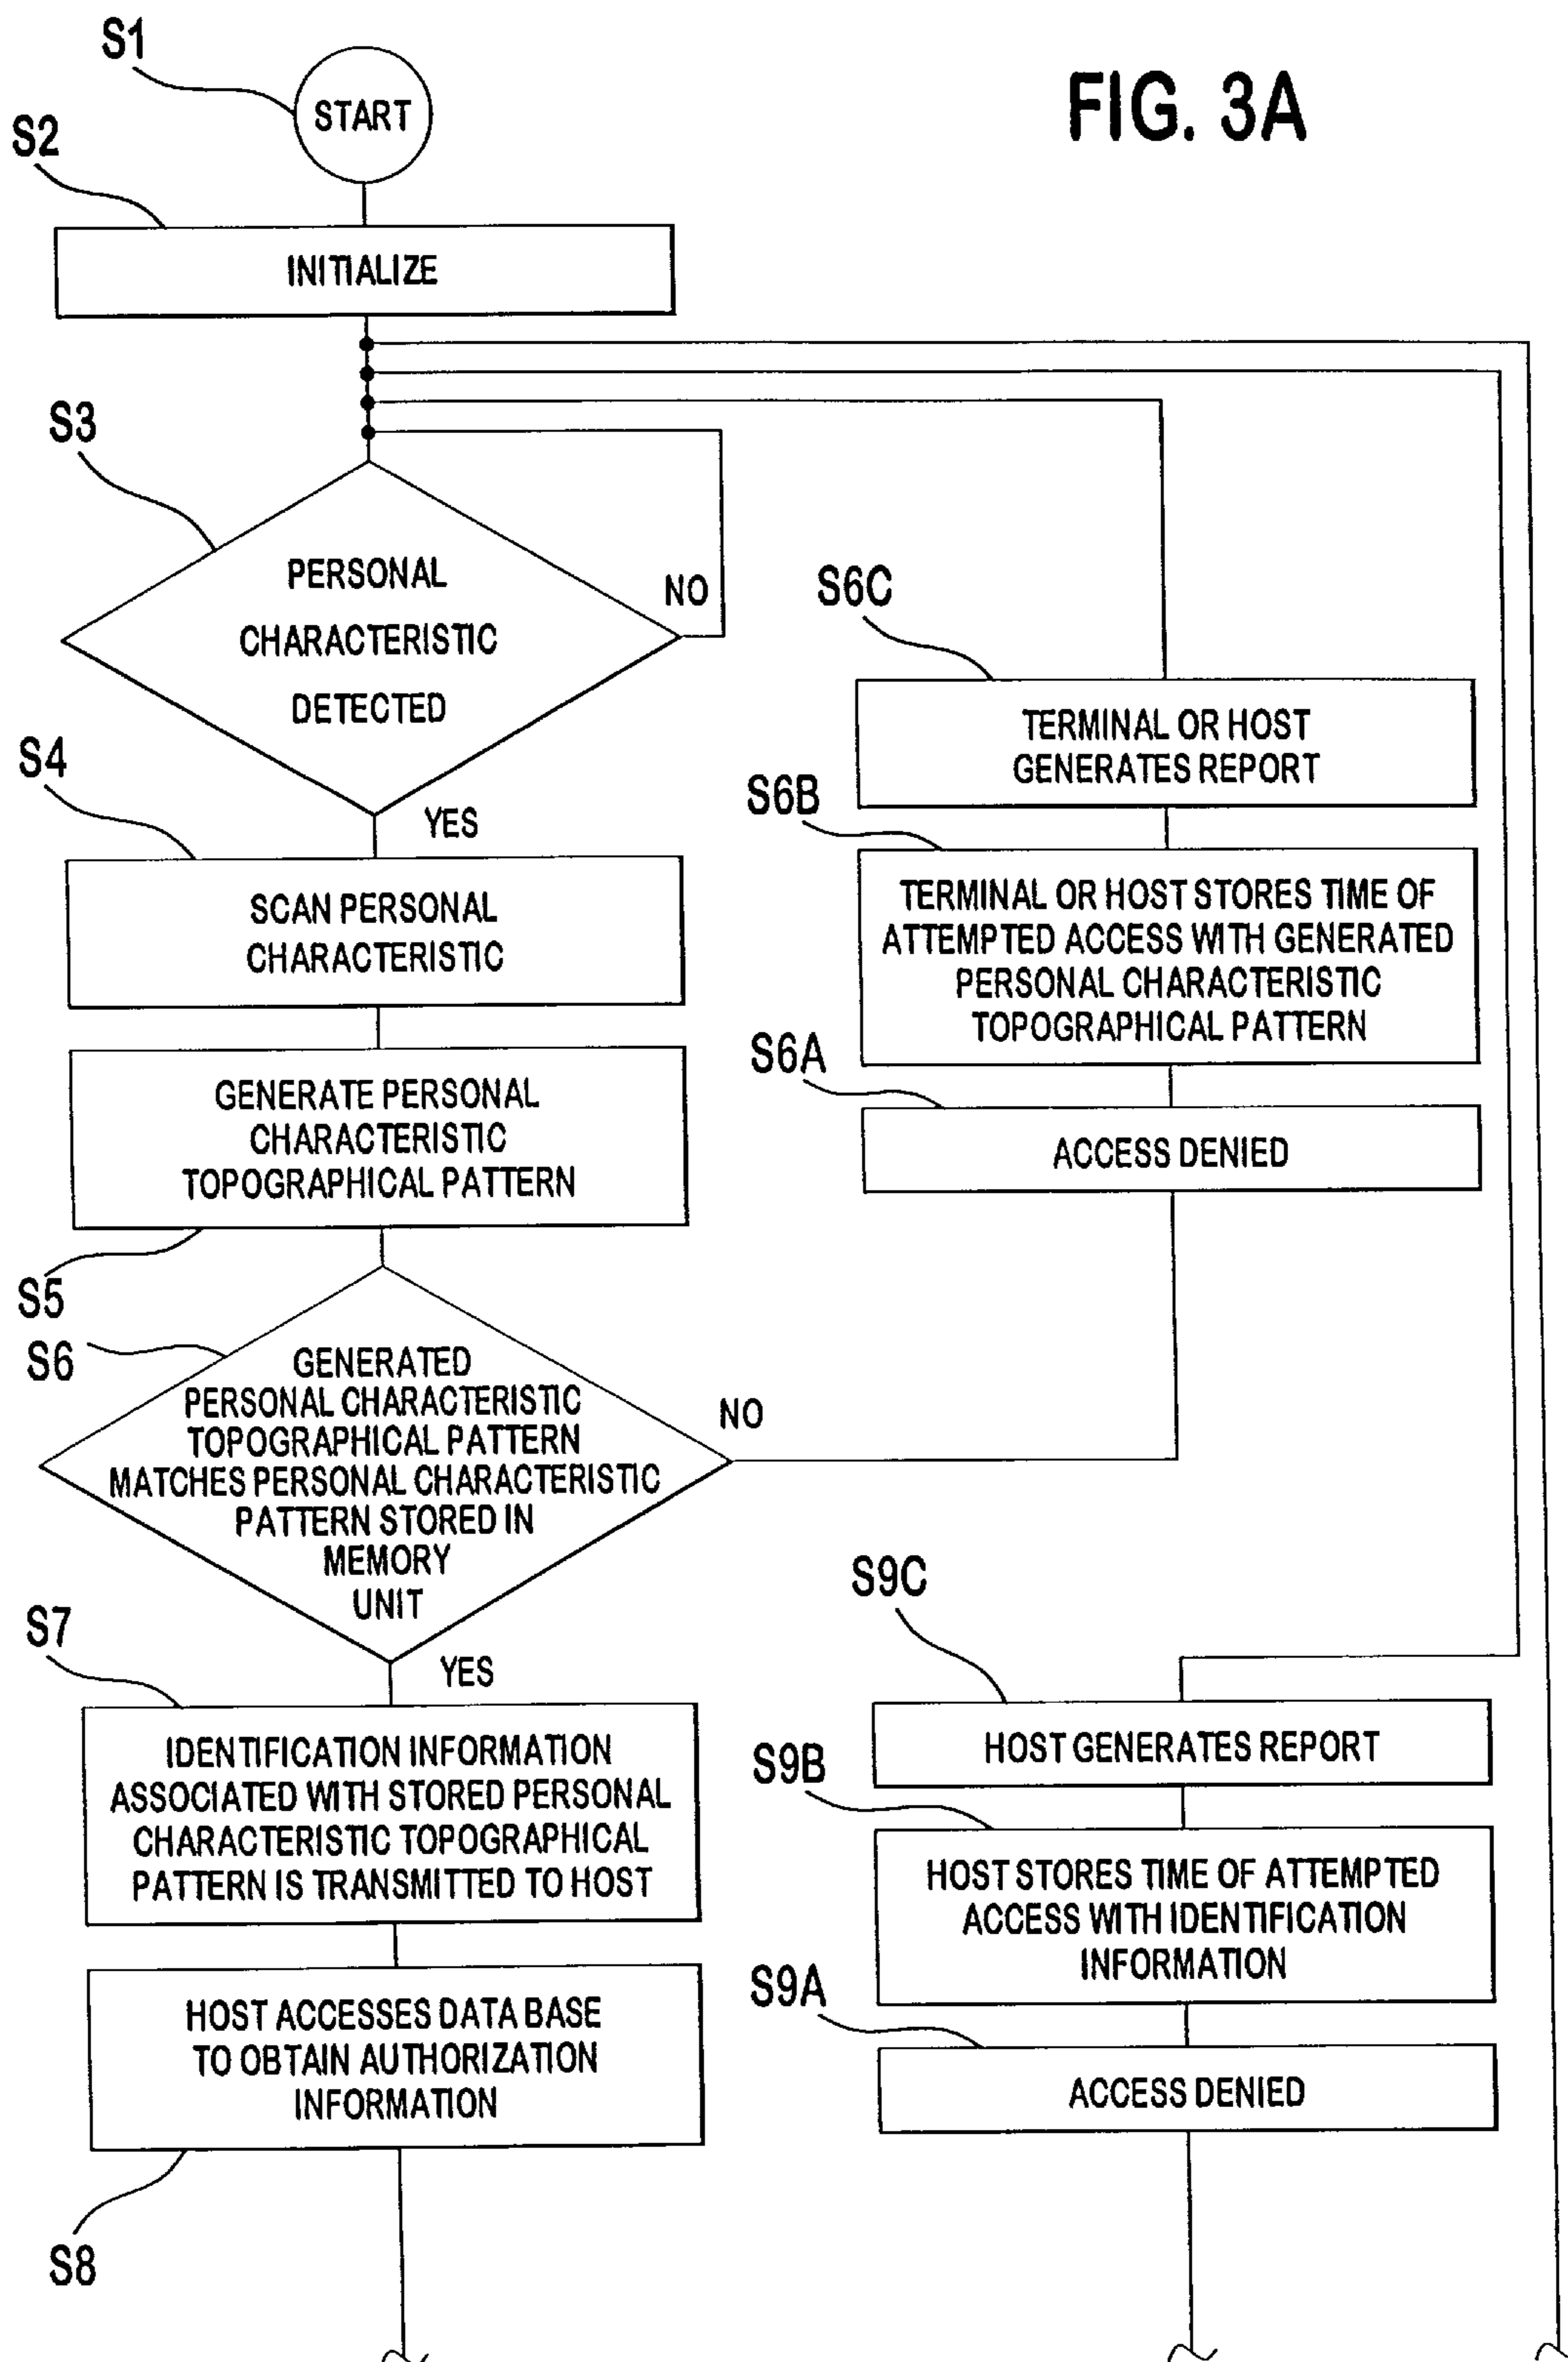 S1
START
FIG. 3A
S2
INITIALIZE
S3
PERSONAL
CHARACTERISTIC
DETECTED
NO
YES
S4
SCAN PERSONAL
CHARACTERISTIC
GENERATE PERSONAL
CHARACTERISTIC
TOPOGRAPHICAL PATTERN
S5
S6
GENERATED
PERSONAL CHARACTERISTIC
TOPOGRAPHICAL PATTERN
MATCHES PERSONAL CHARACTERISTIC
PATTERN STORED IN
MEMORY
UNIT
NO
YES
S6C
TERMINAL OR HOST
GENERATES REPORT
S6B
TERMINAL OR HOST STORES TIME OF
ATTEMPTED ACCESS WITH GENERATED
PERSONAL CHARACTERISTIC
TOPOGRAPHICAL PATTERN
S6A
ACCESS DENIED
S7
IDENTIFICATION INFORMATION
ASSOCIATED WITH STORED PERSONAL
CHARACTERISTIC TOPOGRAPHICAL
PATTERN IS TRANSMITTED TO HOST
HOST ACCESSES DATA BASE
TO OBTAIN AUTHORIZATION
INFORMATION
S8
S9C
HOST GENERATES REPORT
S9B
HOST STORES TIME OF ATTEMPTED
ACCESS WITH IDENTIFICATION
INFORMATION
S9A
ACCESS DENIED